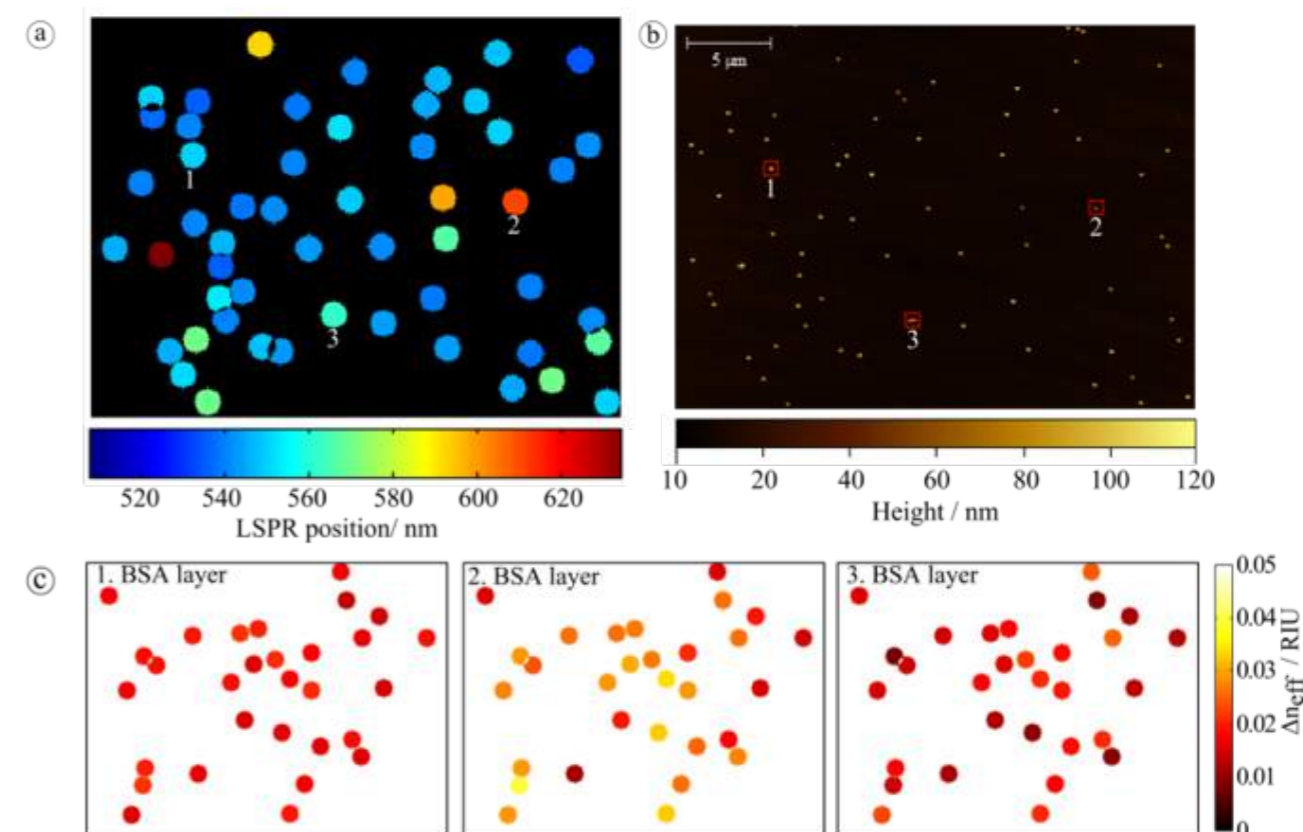 a
1
2
3
520 540 560 580 600 620
LSPR position/ nm
b
5 μm
1
2
3
10 20 40 60 80 100 120
Height / nm
c
1. BSA layer
2. BSA layer
3. BSA layer
0.05
0.04
0.03
0.02
0.01
0
Δneff / RIU